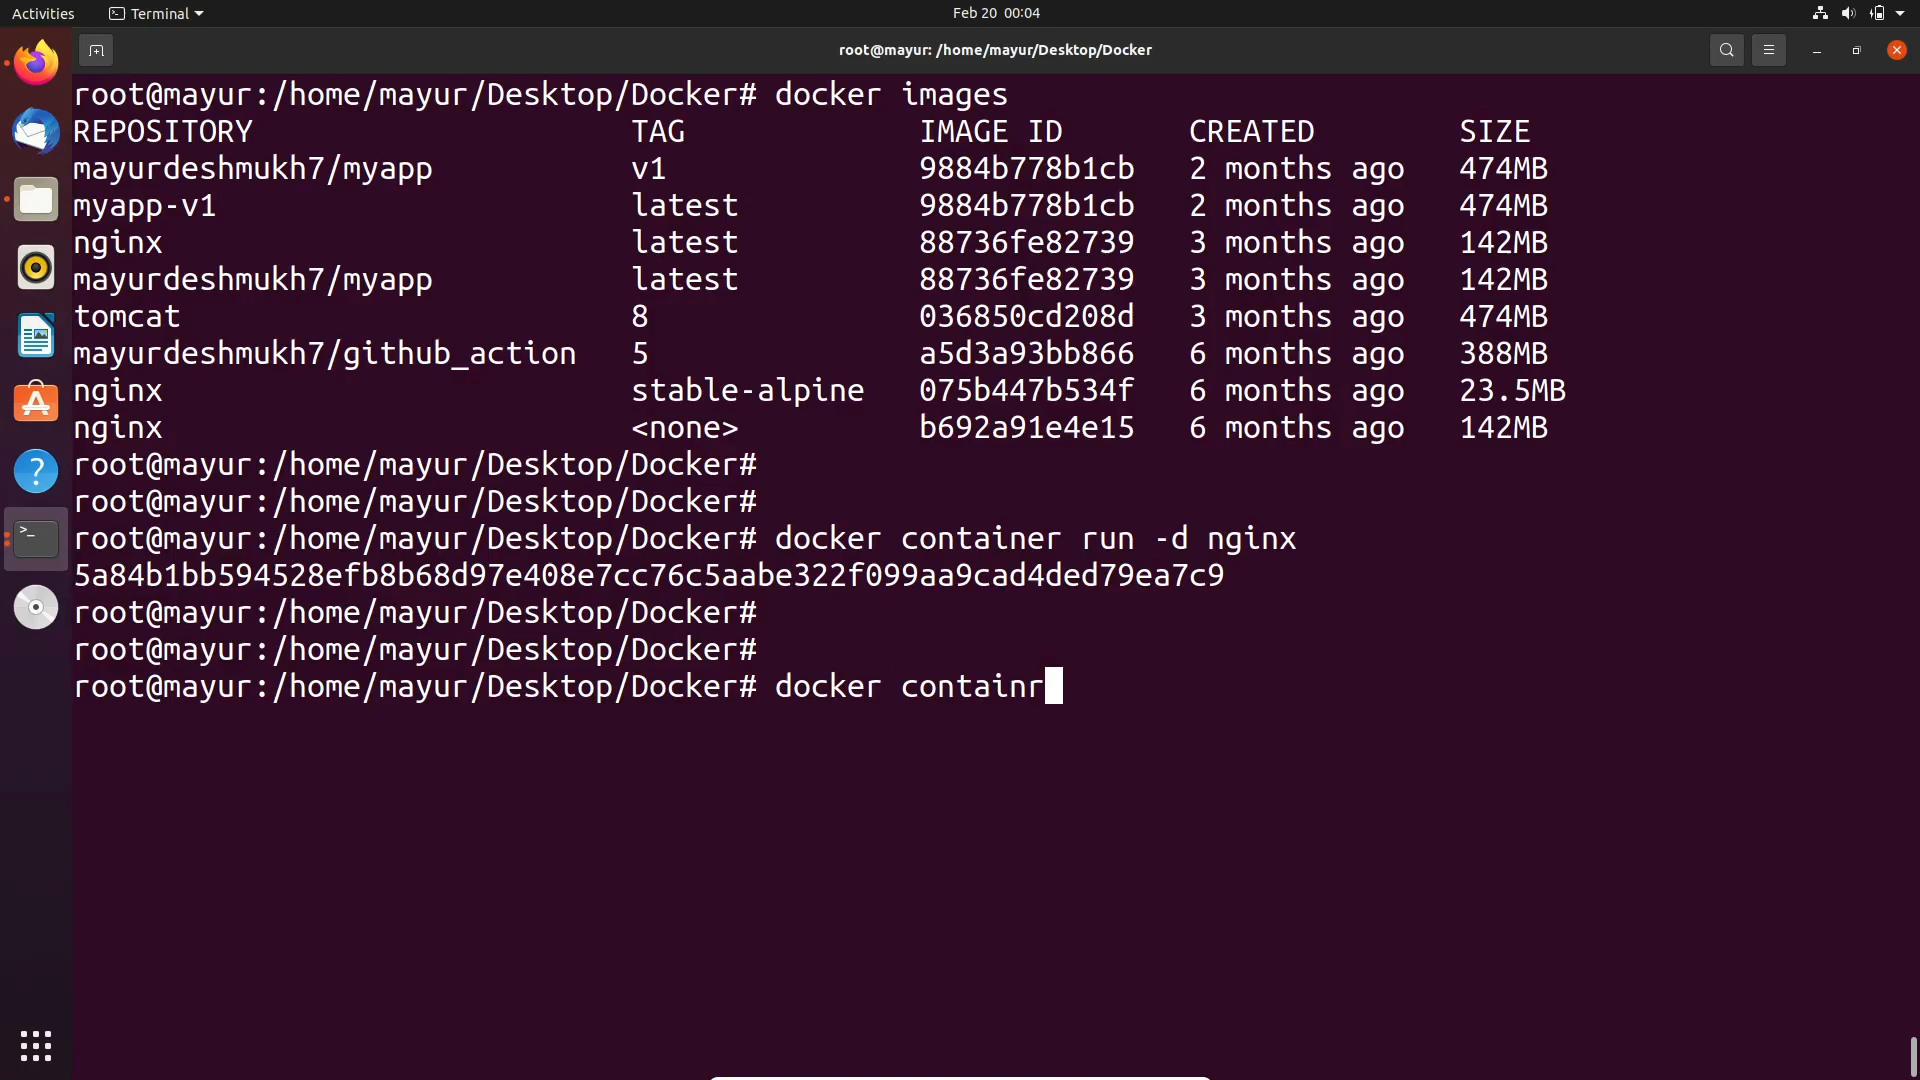 Activities
Terminal
Feb 20 00:04
root@mayur: /home/mayur/Desktop/Docker
root@mayur:/home/mayur/Desktop/Docker# docker images
REPOSITORY TAG IMAGE ID CREATED SIZE
mayurdeshmukh7/myapp v1 9884b778b1cb 2 months ago 474MB
myapp-v1 latest 9884b778b1cb 2 months ago 474MB
nginx latest 88736fe82739 3 months ago 142MB
mayurdeshmukh7/myapp latest 88736fe82739 3 months ago 142MB
tomcat 8 036850cd208d 3 months ago 474MB
mayurdeshmukh7/github_action 5 a5d3a93bb866 6 months ago 388MB
nginx stable-alpine 075b447b534f 6 months ago 23.5MB
nginx <none> b692a91e4e15 6 months ago 142MB
root@mayur:/home/mayur/Desktop/Docker#
root@mayur:/home/mayur/Desktop/Docker#
root@mayur:/home/mayur/Desktop/Docker# docker container run -d nginx
5a84b1bb594528efb8b68d97e408e7cc76c5aabe322f099aa9cad4ded79ea7c9
root@mayur:/home/mayur/Desktop/Docker#
root@mayur:/home/mayur/Desktop/Docker#
root@mayur:/home/mayur/Desktop/Docker# docker containr